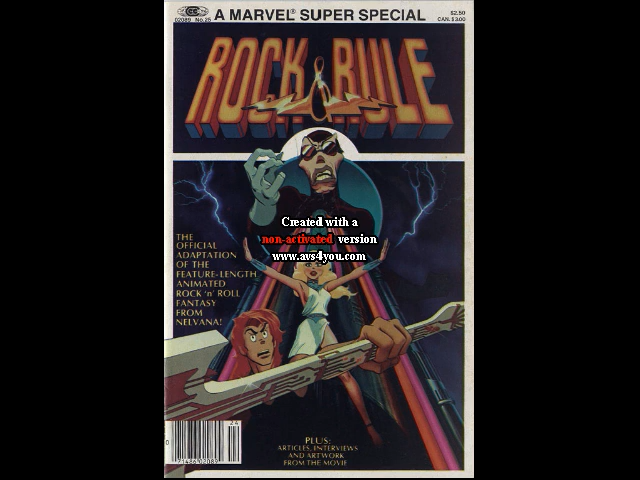 A MARVEL® SUPER SPECIAL
02089 No.25
$2.50
CAN. $3.00
ROCK & RULE
Created with a
non-activated version
www.avs4you.com
THE
OFFICIAL
ADAPTATION
OF THE
FEATURE-LENGTH
ANIMATED
ROCK 'n' ROLL
FANTASY
FROM
NELVANA!
24
PLUS:
ARTICLES, INTERVIEWS
AND ARTWORK
FROM THE MOVIE